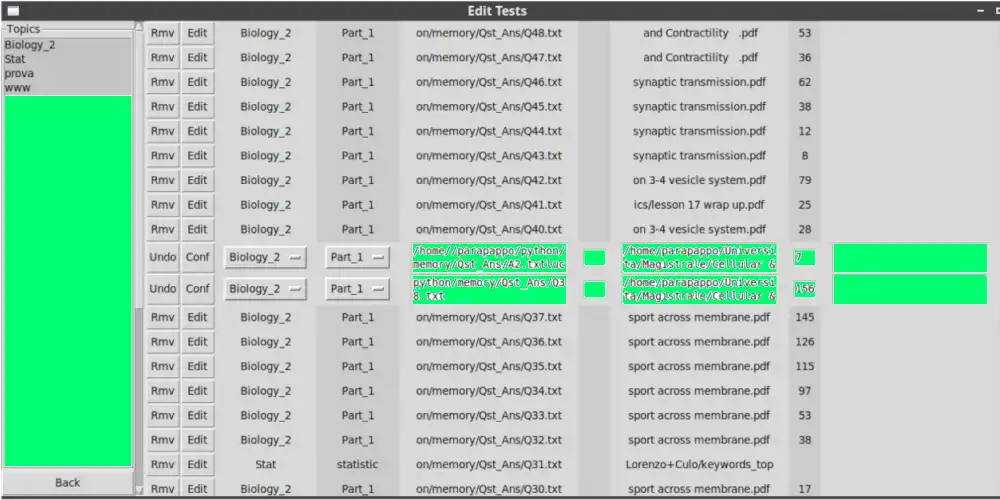 Edit Tests
Topics
Biology_2
Stat
prova
www
Back
Rmv Edit Biology_2 Part_1 on/memory/Qst_Ans/Q48.txt and Contractility .pdf 53
Rmv Edit Biology_2 Part_1 on/memory/Qst_Ans/Q47.txt and Contractility .pdf 36
Rmv Edit Biology_2 Part_1 on/memory/Qst_Ans/Q46.txt synaptic transmission.pdf 62
Rmv Edit Biology_2 Part_1 on/memory/Qst_Ans/Q45.txt synaptic transmission.pdf 38
Rmv Edit Biology_2 Part_1 on/memory/Qst_Ans/Q44.txt synaptic transmission.pdf 12
Rmv Edit Biology_2 Part_1 on/memory/Qst_Ans/Q43.txt synaptic transmission.pdf 8
Rmv Edit Biology_2 Part_1 on/memory/Qst_Ans/Q42.txt on 3-4 vesicle system.pdf 79
Rmv Edit Biology_2 Part_1 on/memory/Qst_Ans/Q41.txt ics/lesson 17 wrap up.pdf 25
Rmv Edit Biology_2 Part_1 on/memory/Qst_Ans/Q40.txt on 3-4 vesicle system.pdf 28
Undo Conf Biology_2 Part_1 /home//parapappo/python/ /home/parapappo/Universi 7
memory/Qst_Ans/A2.txtluc ta/Magistrale/Cellular &
Undo Conf Biology_2 Part_1 python/memory/Qst_Ans/Q3 /home/parapappo/Universi 156
8.txt ta/Magistrale/Cellular &
Rmv Edit Biology_2 Part_1 on/memory/Qst_Ans/Q37.txt sport across membrane.pdf 145
Rmv Edit Biology_2 Part_1 on/memory/Qst_Ans/Q36.txt sport across membrane.pdf 126
Rmv Edit Biology_2 Part_1 on/memory/Qst_Ans/Q35.txt sport across membrane.pdf 115
Rmv Edit Biology_2 Part_1 on/memory/Qst_Ans/Q34.txt sport across membrane.pdf 97
Rmv Edit Biology_2 Part_1 on/memory/Qst_Ans/Q33.txt sport across membrane.pdf 53
Rmv Edit Biology_2 Part_1 on/memory/Qst_Ans/Q32.txt sport across membrane.pdf 38
Rmv Edit Stat statistic on/memory/Qst_Ans/Q31.txt Lorenzo+Culo/keywords_top
Rmv Edit Biology_2 Part_1 on/memory/Qst_Ans/Q30.txt sport across membrane.pdf 17